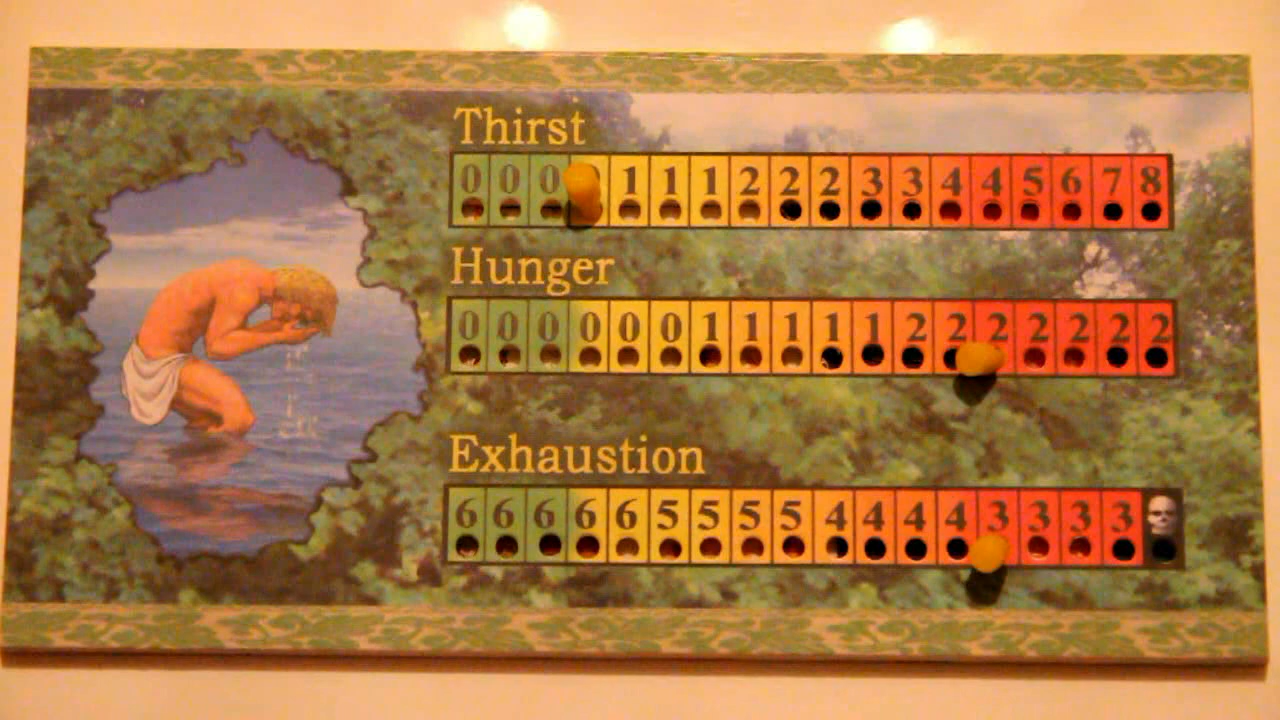 Thirst
0 0 0 0 1 1 1 2 2 2 3 3 4 4 5 6 7 8
Hunger
0 0 0 0 0 0 1 1 1 1 1 2 2 2 2 2 2 2
Exhaustion
6 6 6 6 6 5 5 5 5 4 4 4 4 3 3 3 3